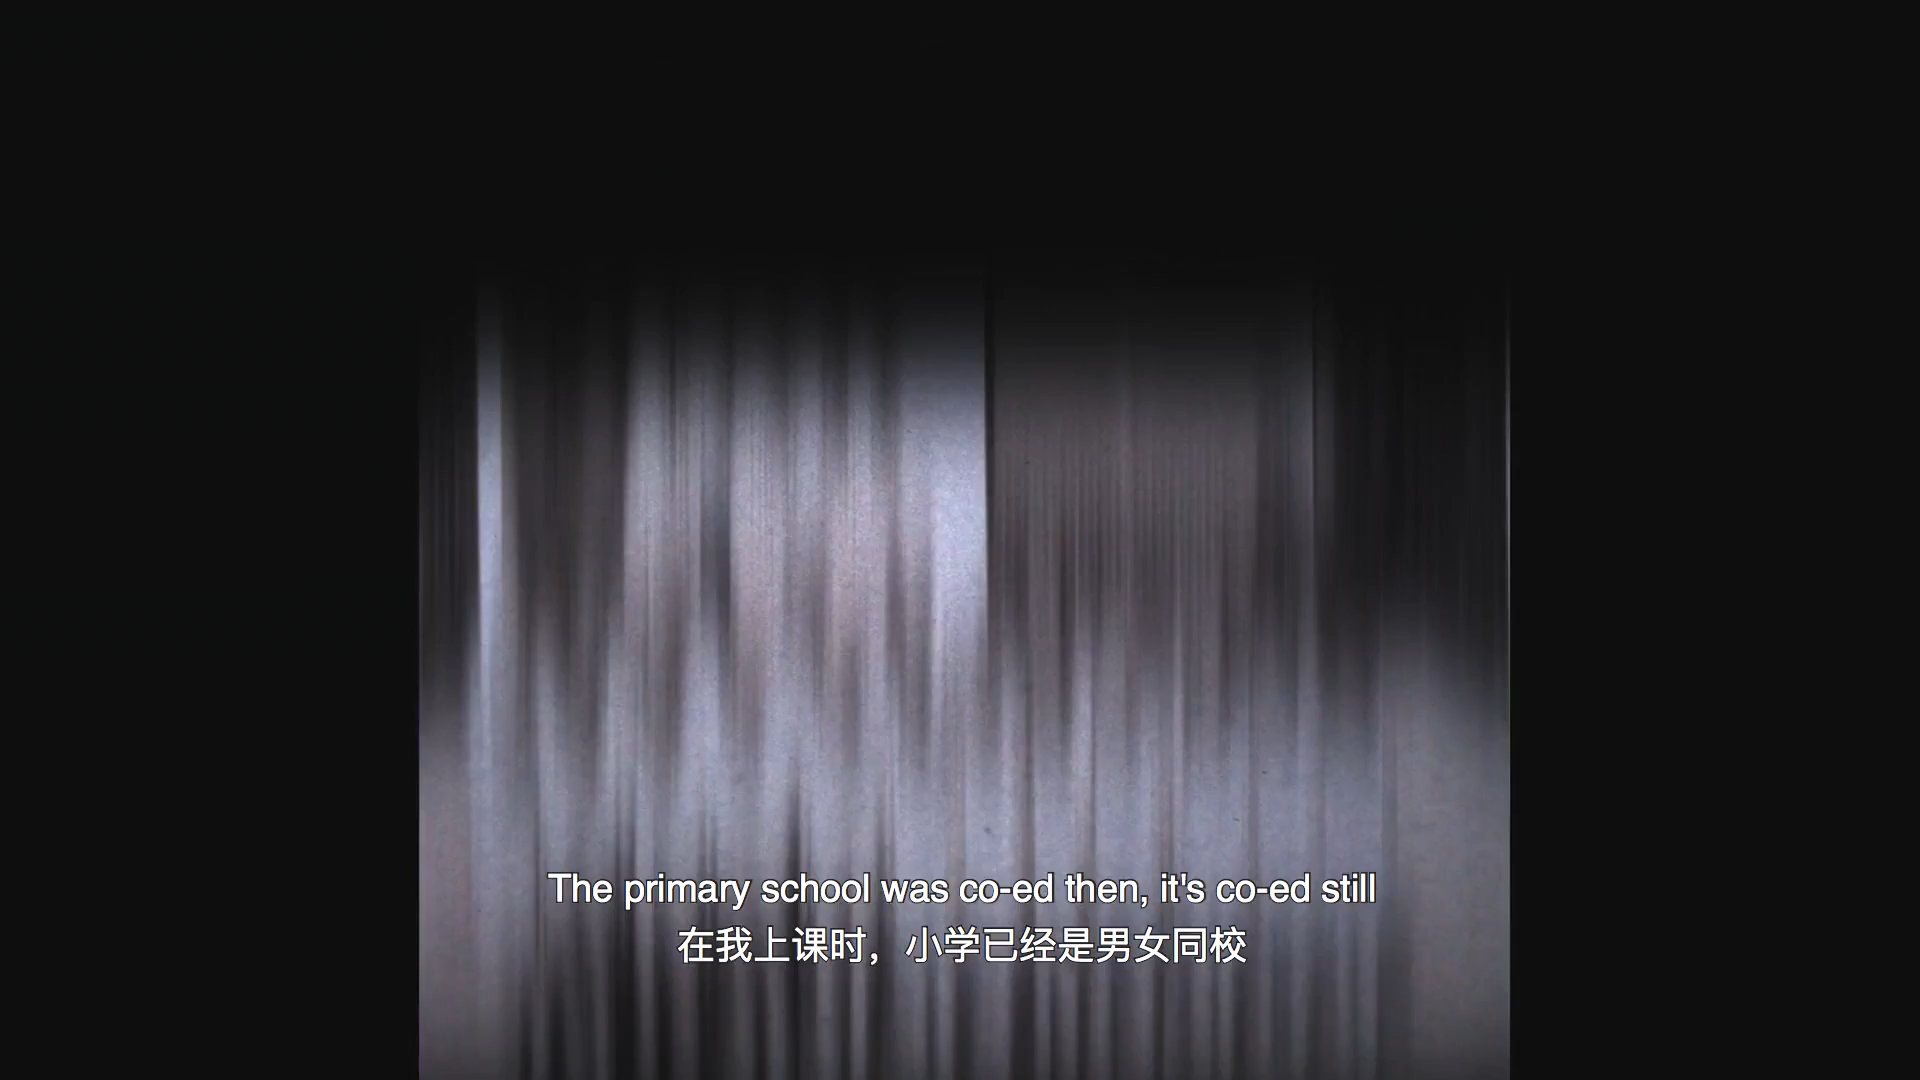 The primary school was co-ed then, it's co-ed still
在我上课时，小学已经是男女同校